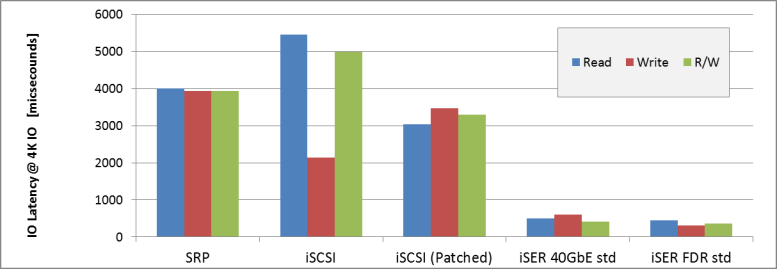 IO Latency @ 4K IO [micsecounds]
6000
5000
4000
3000
2000
1000
0
Read Write R/W
SRP iSCSI iSCSI (Patched) iSER 40GbE std iSER FDR std